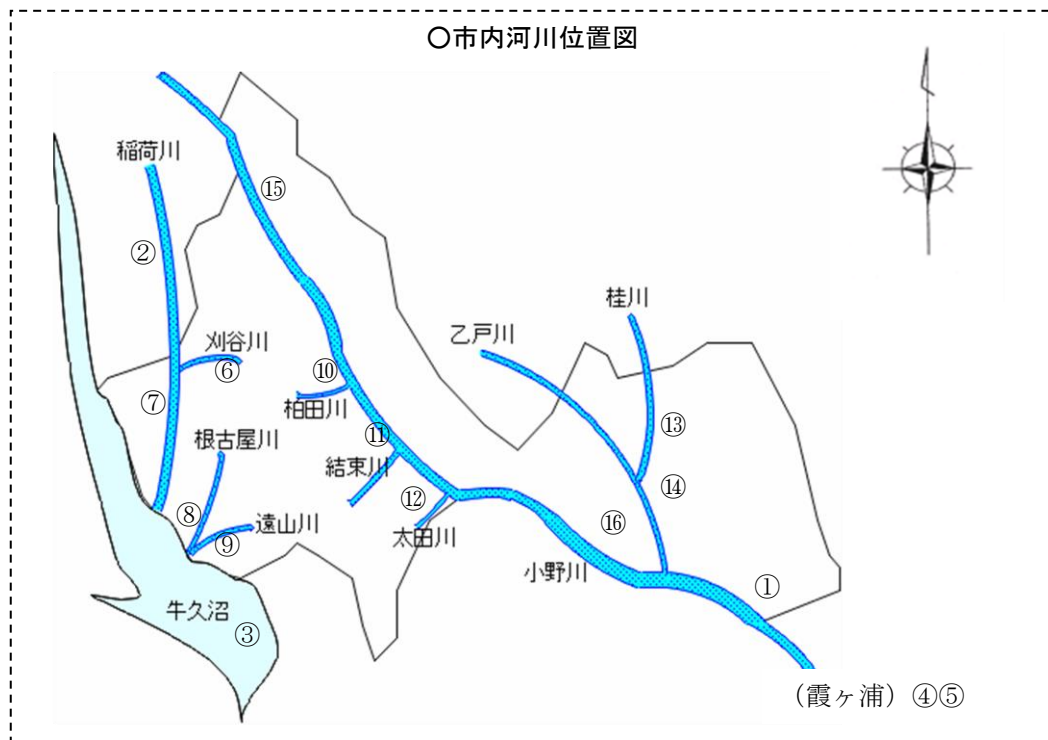 ○市内河川位置図
稲荷川
⑮
②
桂川
乙戸川
刈谷川
⑥
⑩
⑦
柏田川
⑬
⑪
根古屋川
結束川
⑭
⑫
⑧
⑯
遠山川
⑨
太田川
小野川
①
牛久沼
③
（霞ヶ浦）④⑤